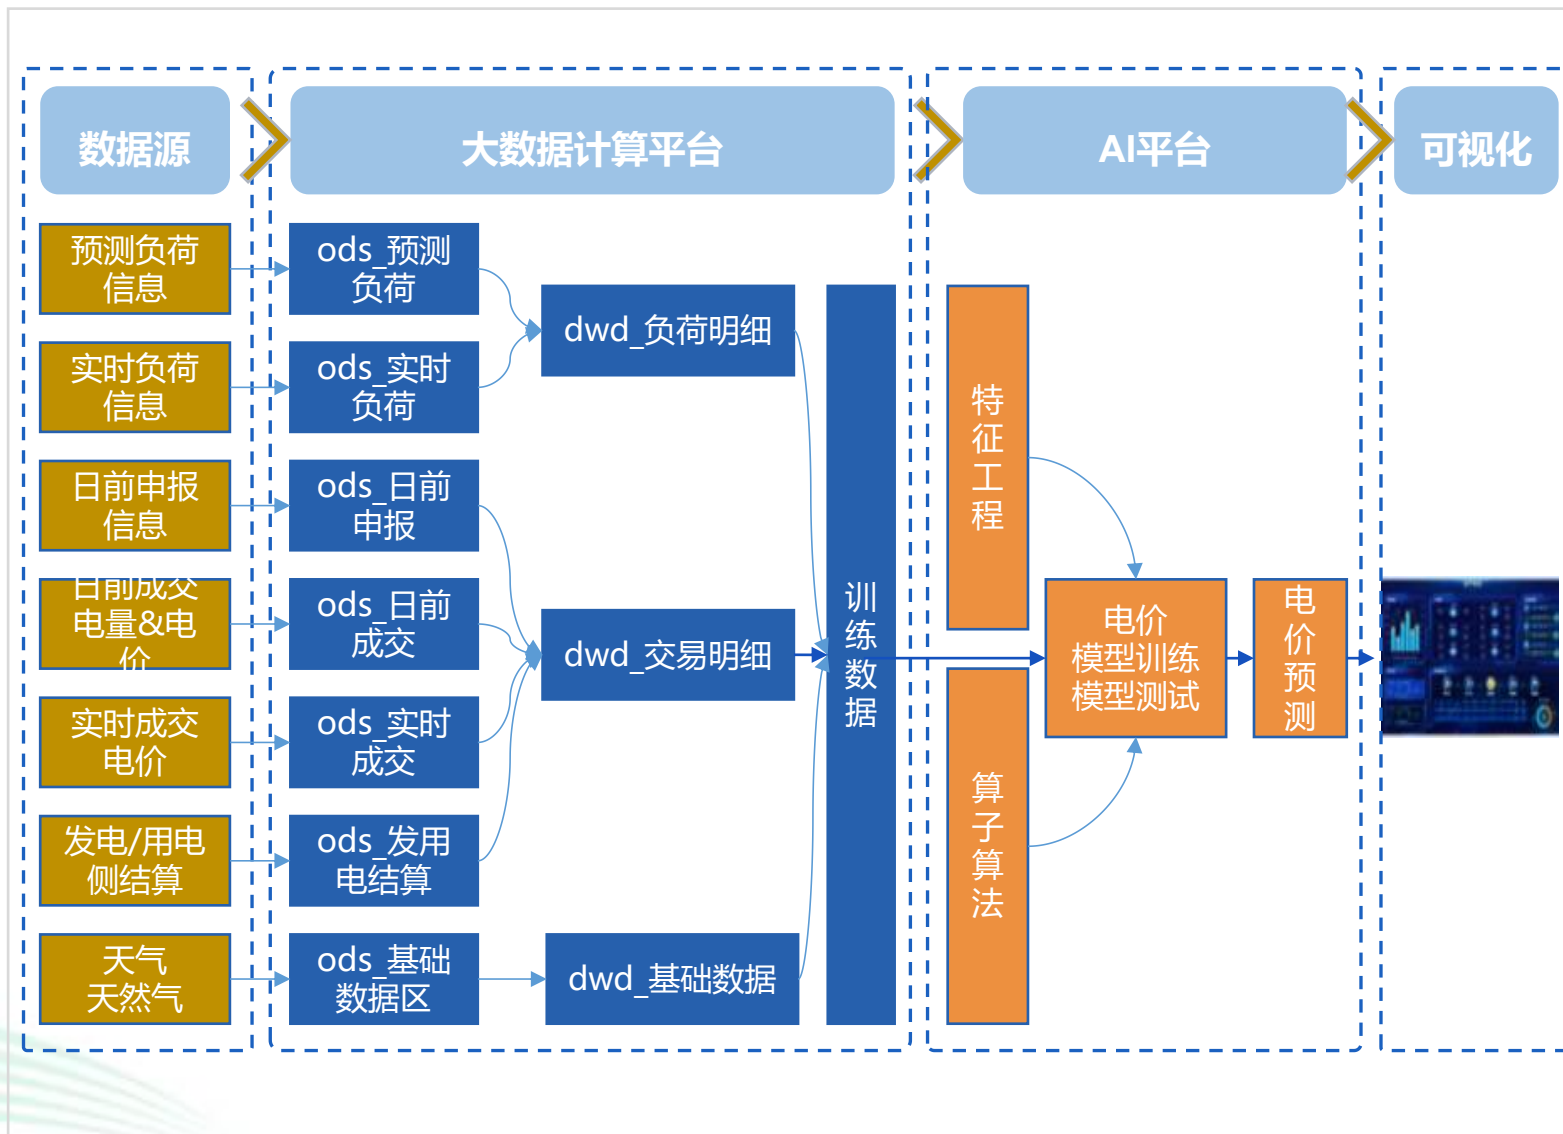 数据源
大数据计算平台
AI平台
可视化
预测负荷
信息
实时负荷
信息
日前申报
信息
日前成交
电量&电
价
实时成交
电价
发电/用电
侧结算
天气
天然气
ods_预测
负荷
ods_实时
负荷
ods_日前
申报
ods_日前
成交
ods_实时
成交
ods_发用
电结算
ods_基础
数据区
dwd_负荷明细
dwd_交易明细
dwd_基础数据
训
练
数
据
特
征
工
程
算
子
算
法
电价
模型训练
模型测试
电
价
预
测